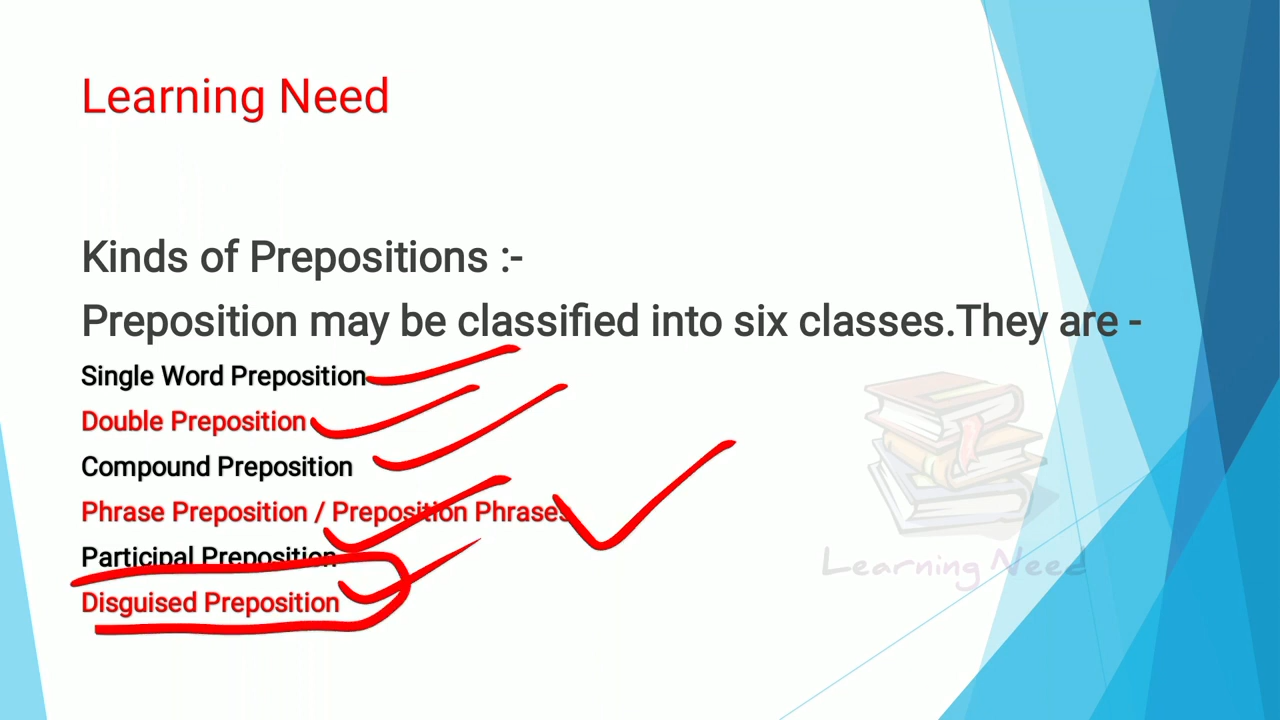 Learning Need
Kinds of Prepositions :-
Preposition may be classified into six classes.They are -
Single Word Preposition
Double Preposition
Compound Preposition
Phrase Preposition / Preposition Phrases
Participal Preposition
Disguised Preposition
Learning Need